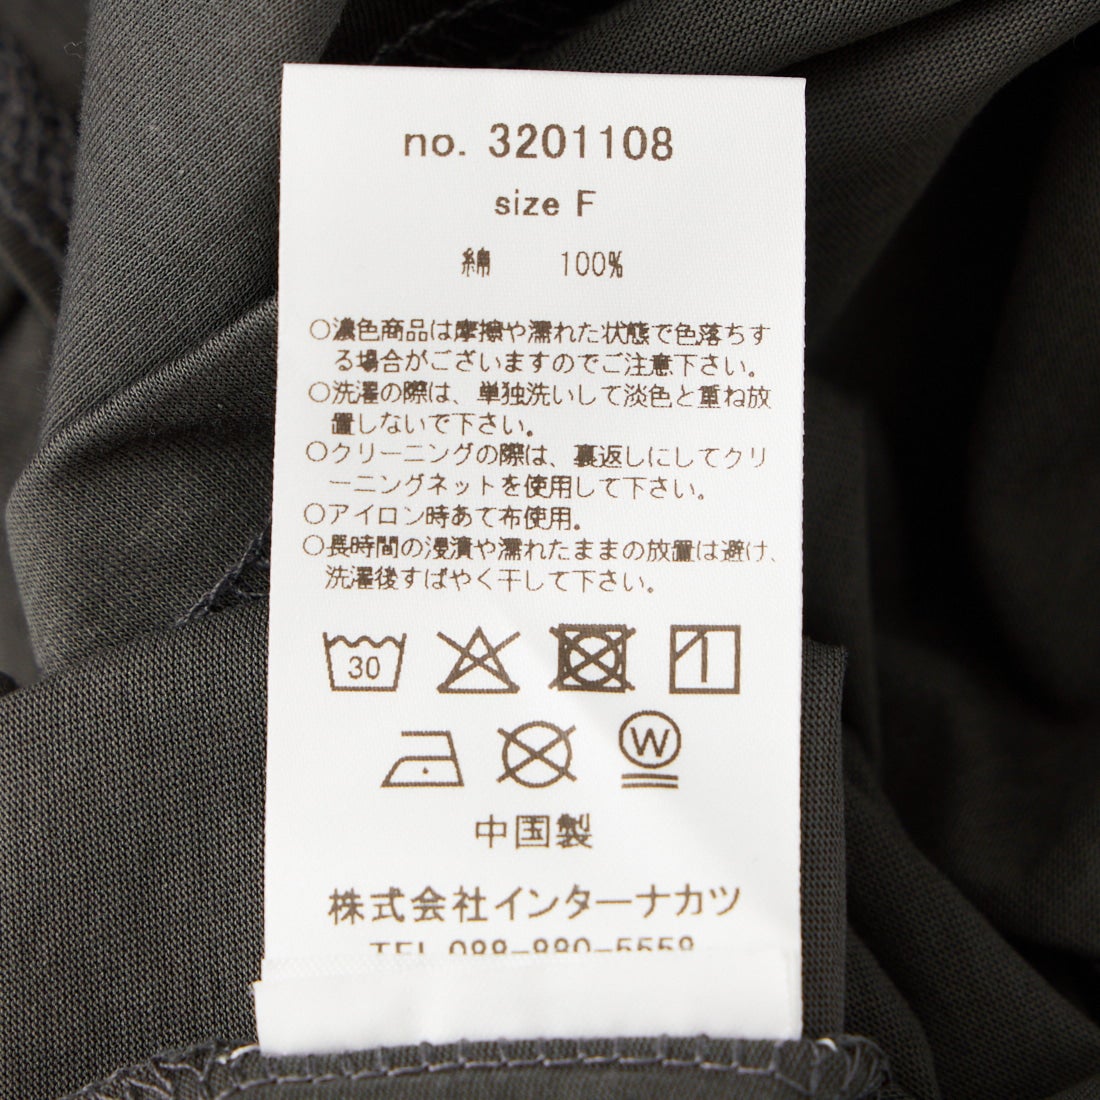 no. 3201108
size F
綿 100%
○濃色商品は摩擦や濡れた状態で色落ちす
る場合がございますのでご注意下さい。
○洗濯の際は、単独洗いして淡色と重ね放
置しないで下さい。
○クリーニングの際は、裏返しにしてクリ
ーニングネットを使用して下さい。
○アイロン時あて布使用。
○長時間の浸漬や濡れたままの放置は避け、
洗濯後すばやく干して下さい。
30
W
中国製
株式会社インターナカツ
TEL 088-880-5558